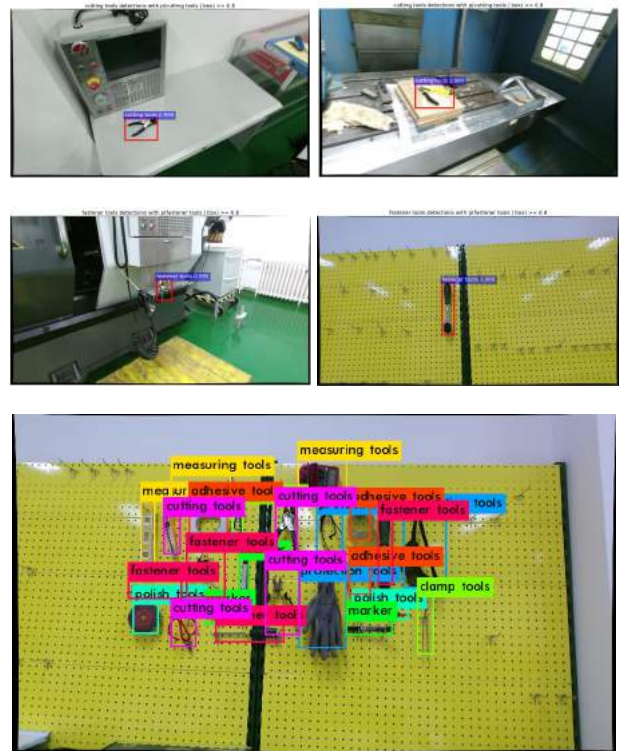 cutting tools detections with p(cutting tools | box) >= 0.8
cutting tools detections with p(cutting tools | box) >= 0.8
cutting tools
cutting tools
fastener tools detections with p(fastener tools | box) >= 0.8
fastener tools detections with p(fastener tools | box) >= 0.8
fastener tools
fastener tools
measuring tools
measuring tools
measur
adhesive too
cutting tools
adhesive tools
tools
cutting tools
fastener tools
fastener tools
cutting tools
adhesive tools
fastener tools
protection tools
clamp tools
polish tools
polish tools
cutting tools
marker